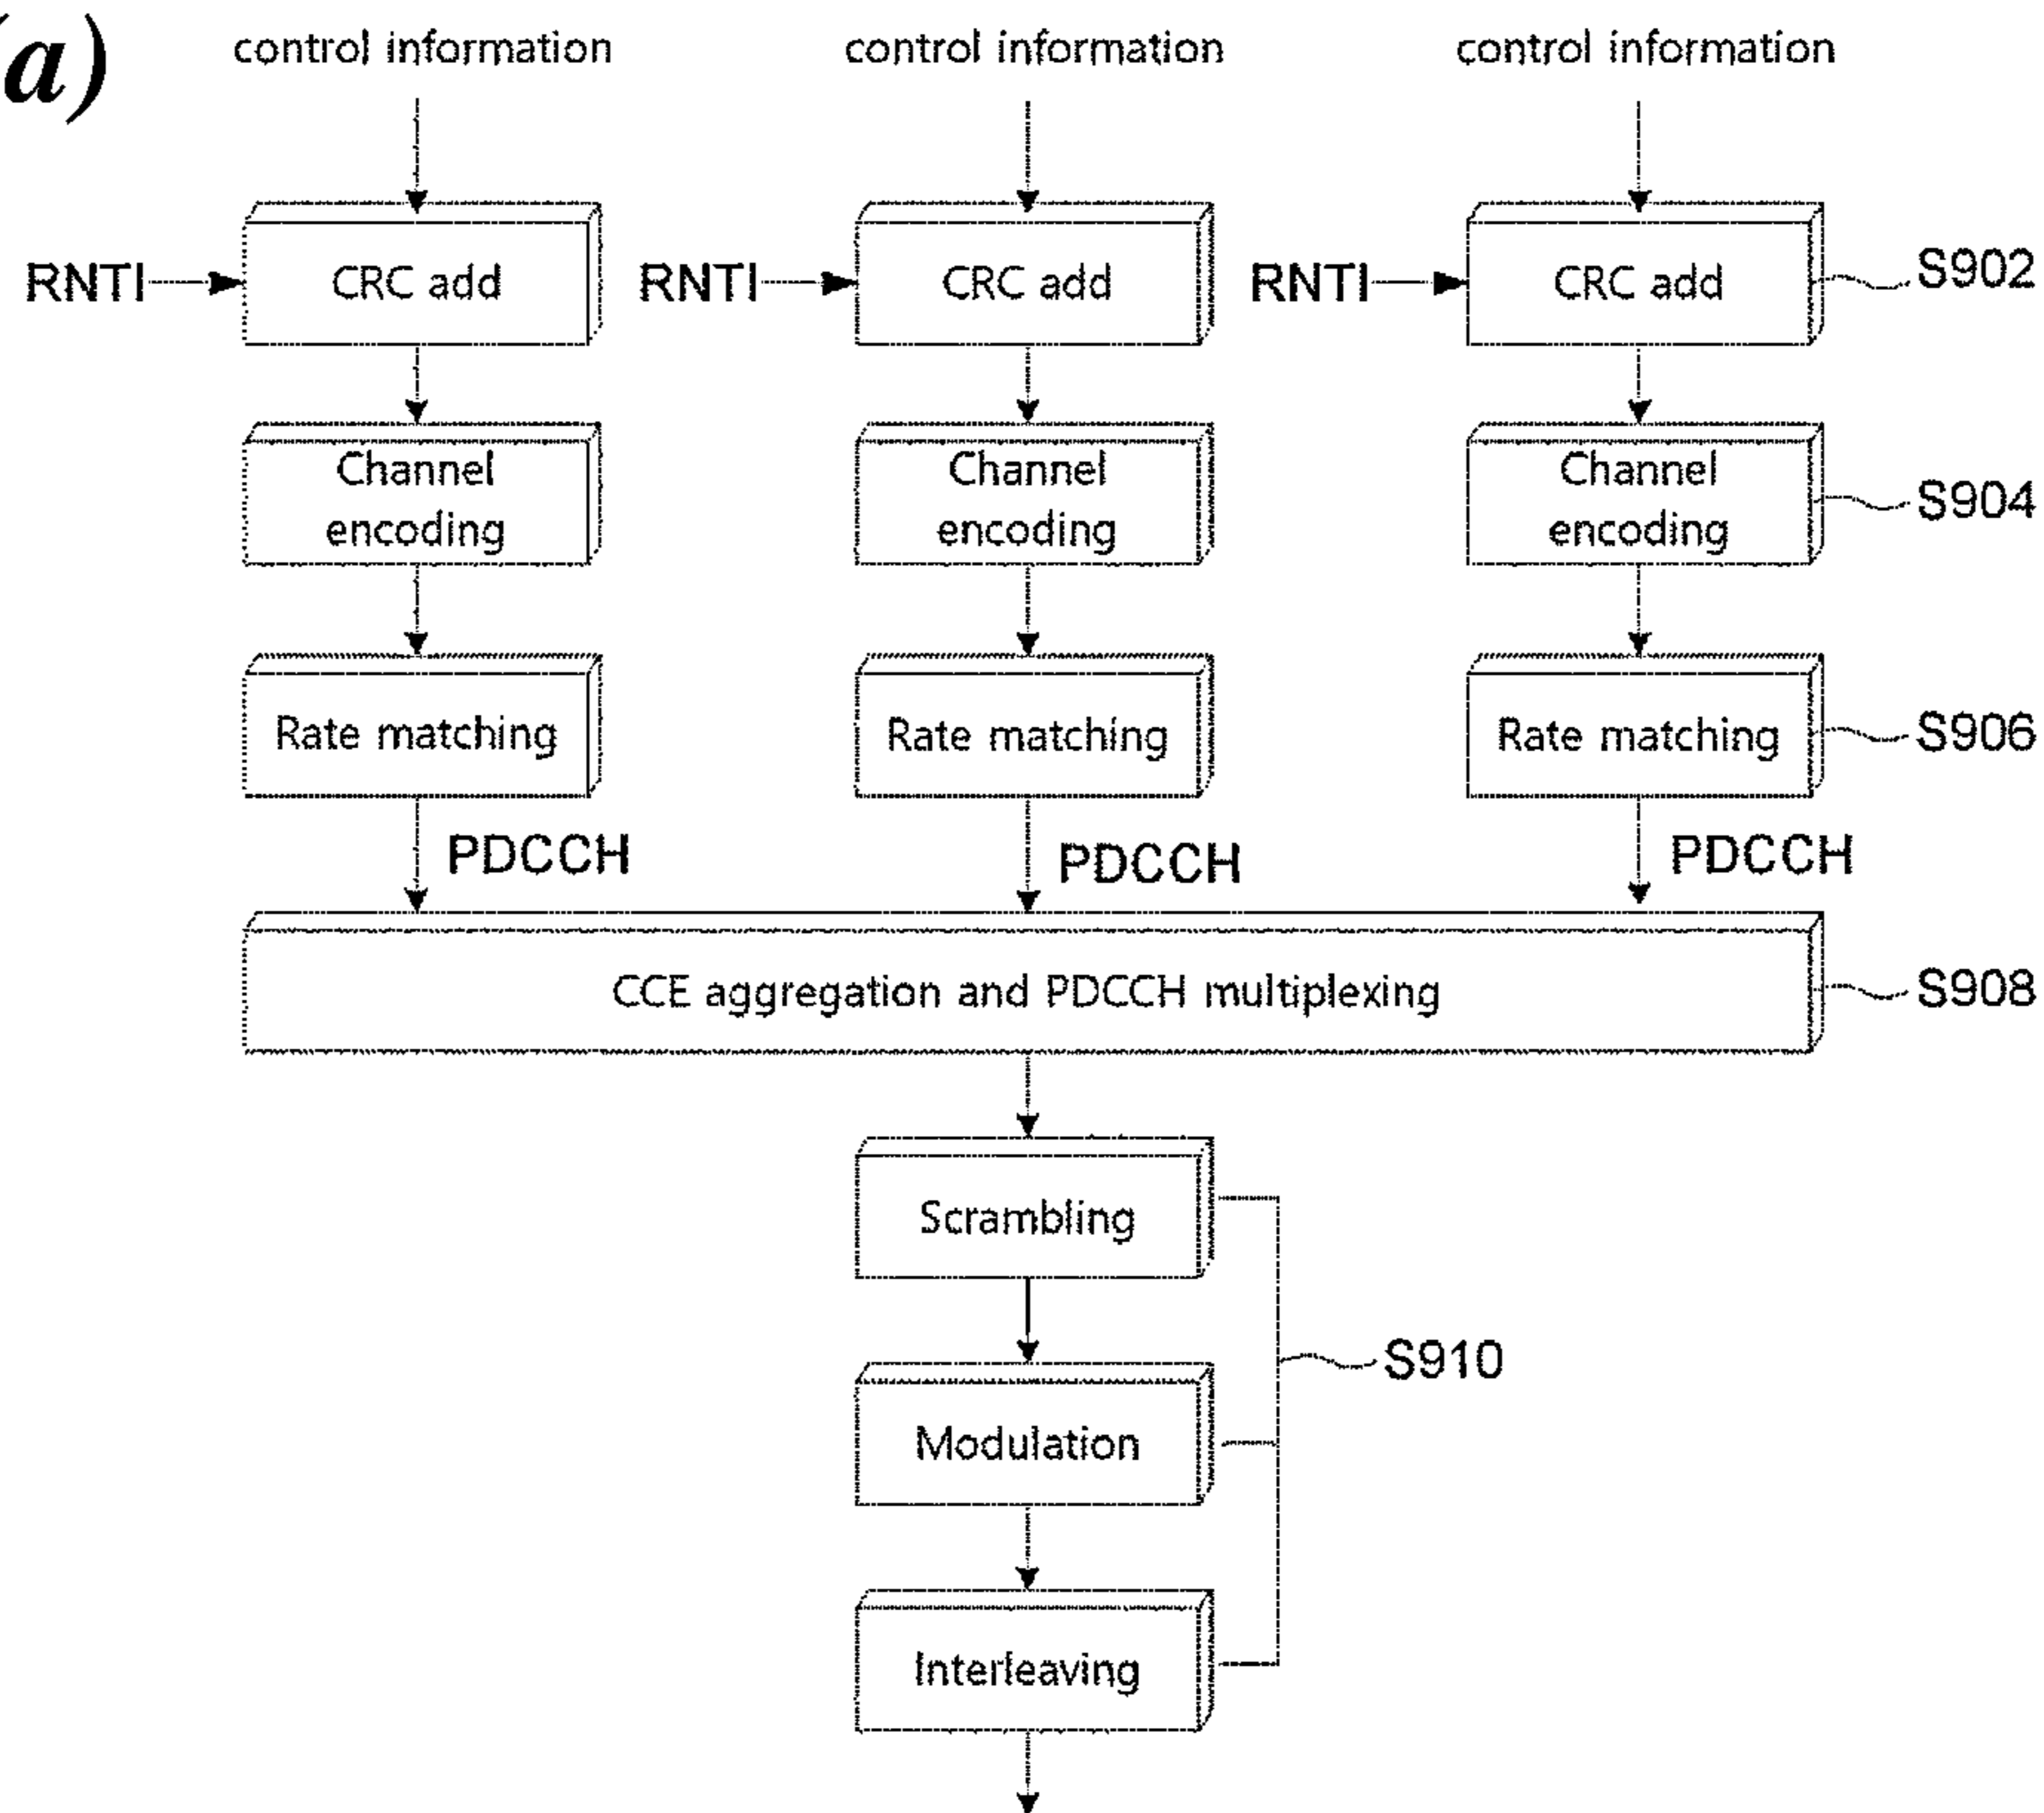 (a)
control information control information control information
RNTI CRC add RNTI CRC add RNTI CRC add S902
Channel encoding Channel encoding Channel encoding S904
Rate matching Rate matching Rate matching S906
PDCCH PDCCH PDCCH
CCE aggregation and PDCCH multiplexing S908
Scrambling
S910
Modulation
Interleaving